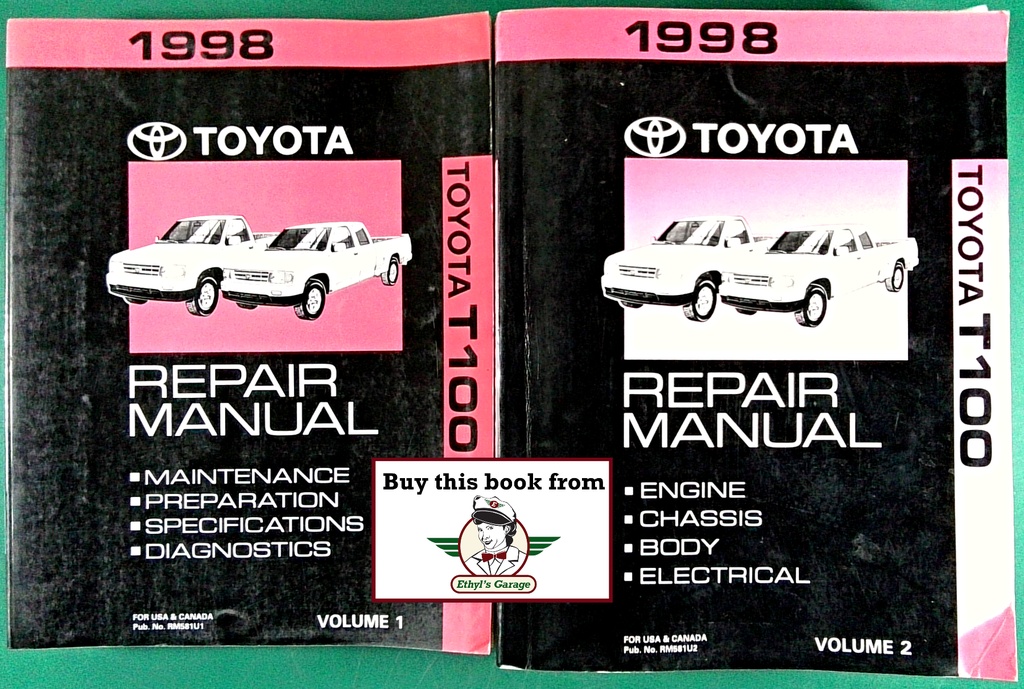 1998
TOYOTA
TOYOTA T100
REPAIR
MANUAL
▪MAINTENANCE
▪PREPARATION
▪SPECIFICATIONS
▪DIAGNOSTICS
FOR USA & CANADA
Pub. No. RM581U1
VOLUME 1
1998
TOYOTA
TOYOTA T100
REPAIR
MANUAL
▪ENGINE
▪CHASSIS
▪BODY
▪ELECTRICAL
FOR USA & CANADA
Pub. No. RM581U2
VOLUME 2
Buy this book from
E
Ethyl's Garage